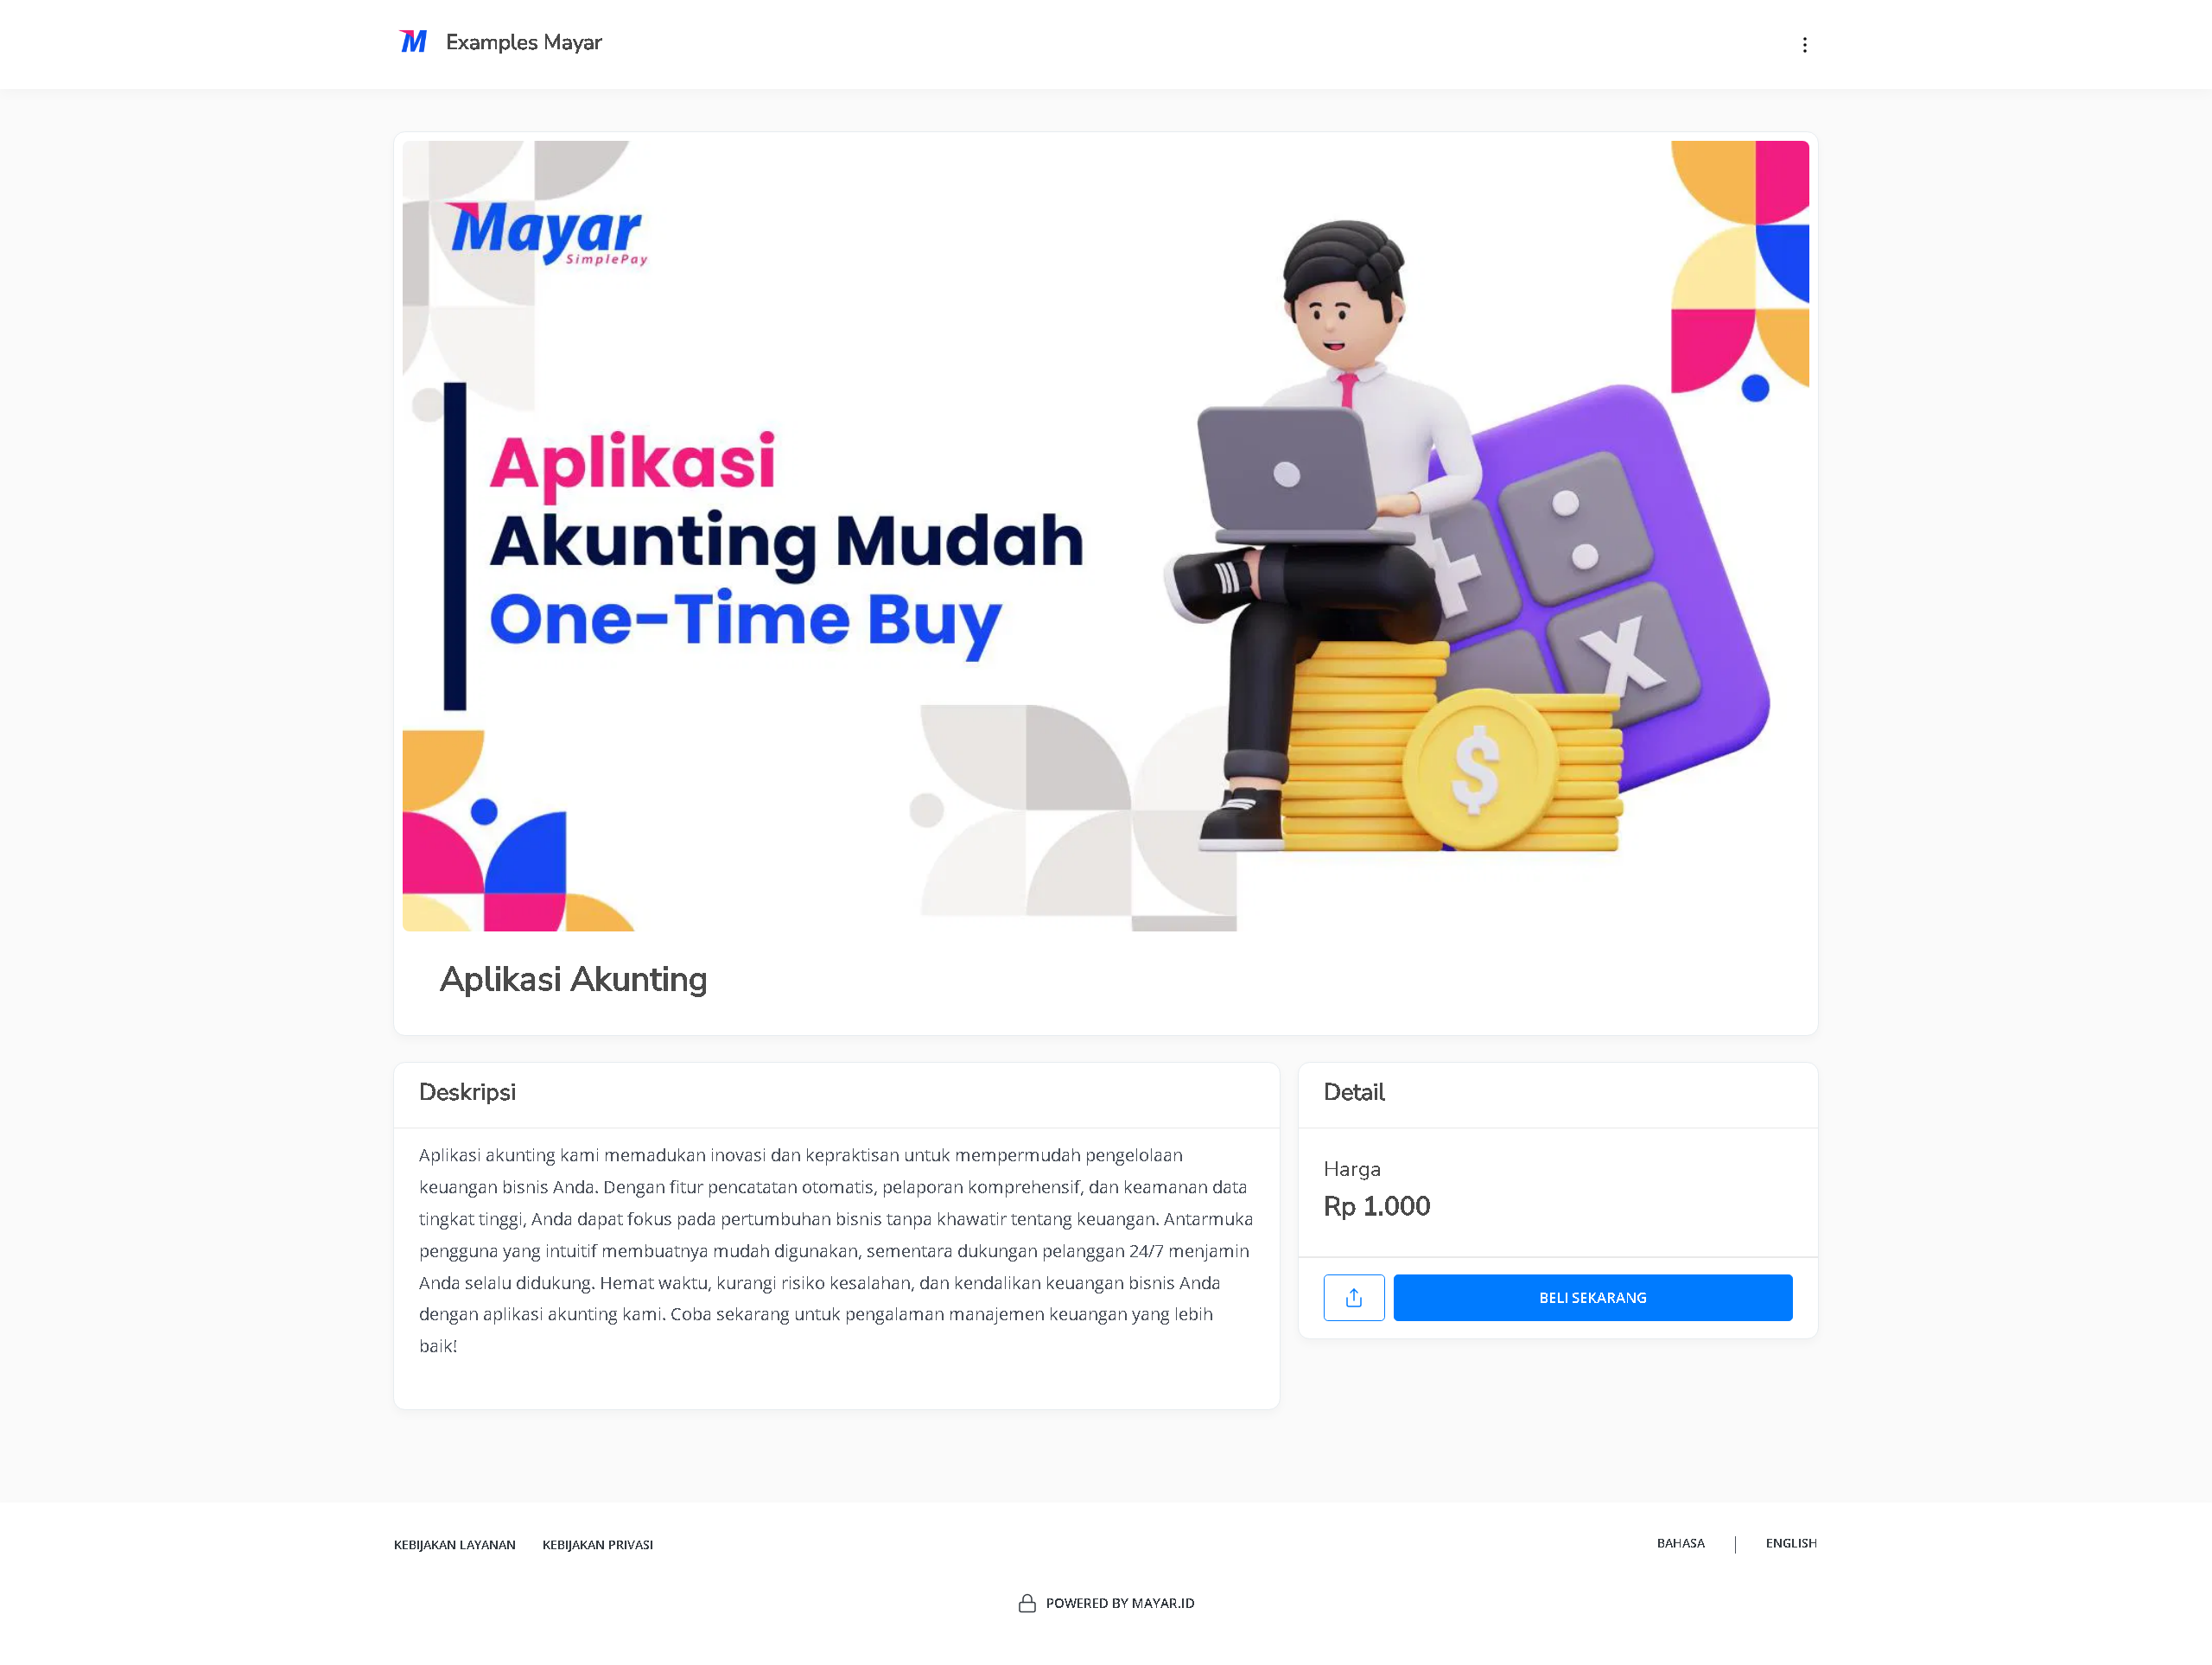 Examples Mayar
Mayar
SimplePay
Aplikasi
Akunting Mudah
One-Time Buy
Aplikasi Akunting
Deskripsi
Aplikasi akunting kami memadukan inovasi dan kepraktisan untuk mempermudah pengelolaan
keuangan bisnis Anda. Dengan fitur pencatatan otomatis, pelaporan komprehensif, dan keamanan data
tingkat tinggi, Anda dapat fokus pada pertumbuhan bisnis tanpa khawatir tentang keuangan. Antarmuka
pengguna yang intuitif membuatnya mudah digunakan, sementara dukungan pelanggan 24/7 menjamin
Anda selalu didukung. Hemat waktu, kurangi risiko kesalahan, dan kendalikan keuangan bisnis Anda
dengan aplikasi akunting kami. Coba sekarang untuk pengalaman manajemen keuangan yang lebih
baik!
Detail
Harga
Rp 1.000
BELI SEKARANG
KEBIJAKAN LAYANAN KEBIJAKAN PRIVASI
BAHASA | ENGLISH
POWERED BY MAYAR.ID